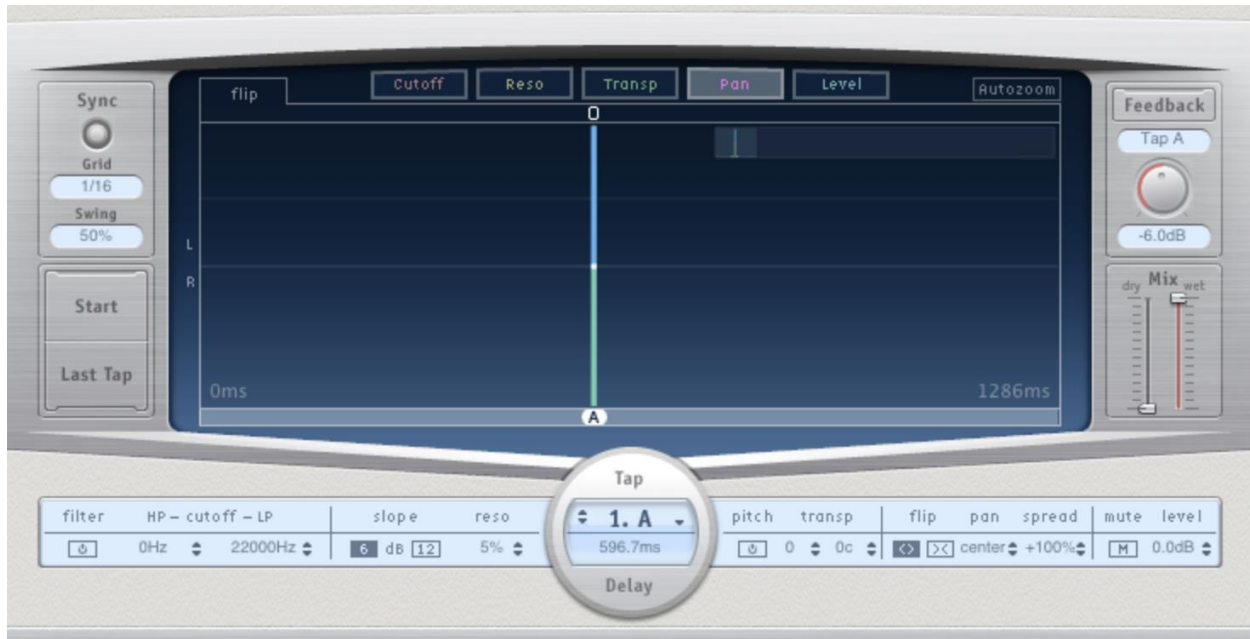 Cutoff Reso Transp Pan Level
flip Autozoom
Sync
Grid
1/16
Swing
50%
L
R
Start
Last Tap
0ms 1286ms
A
Feedback
Tap A
-6.0dB
Mix
dry wet
Tap
1. A
596.7ms
Delay
filter HP – cutoff – LP slope reso pitch transp flip pan spread mute level
0Hz 22000Hz 6 dB 12 5% 0 0c <> >< center +100% M 0.0dB